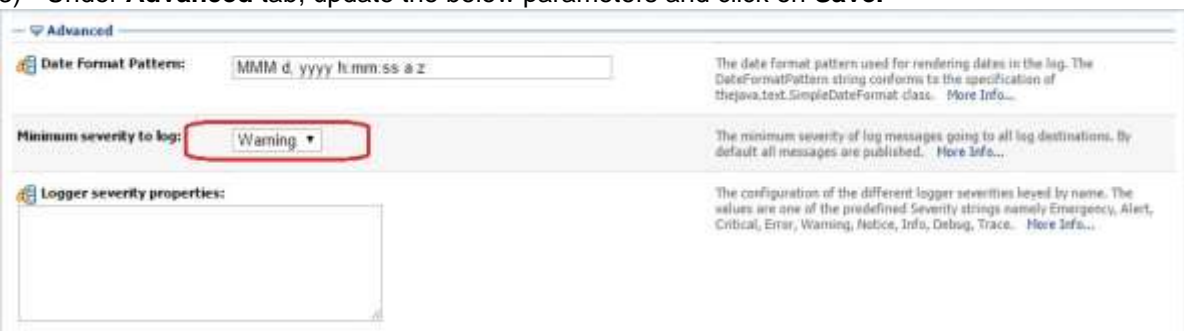 Under Advanced tab, update the below parameters and click on Save.
Advanced
Date Format Pattern:
MMM d, yyyy h:mm:ss a z
The date format pattern used for rendering dates in the log. The
DateFormatPattern string conforms to the specification of
thejava.text.SimpleDateFormat class. More Info...
Minimum severity to log:
Warning
The minimum severity of log messages going to all log destinations. By
default all messages are published. More Info...
Logger severity properties:
The configuration of the different logger severities keyed by name. The
values are one of the predefined Severity strings namely Emergency, Alert,
Critical, Error, Warning, Notice, Info, Debug, Trace. More Info...